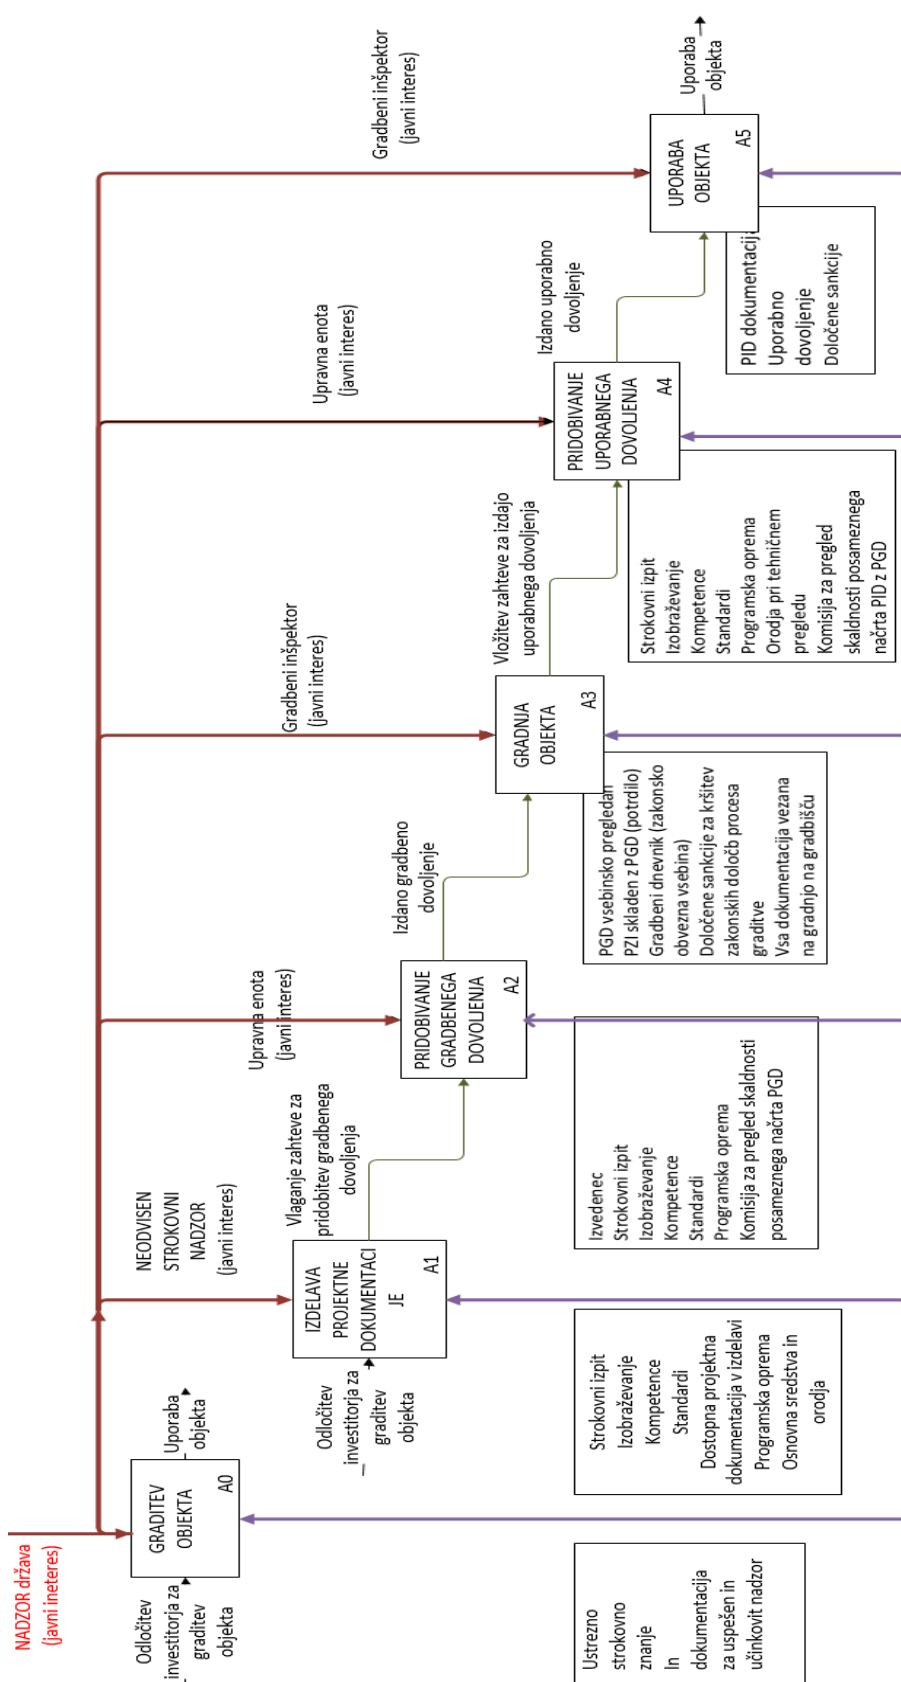 NADZOR država
(javni ineteres)
Odločitev
investitorja za
graditev
objekta
GRADITEV
OBJEKTA
A0
Uporaba
objekta
Ustrezno
strokovno
znanje
In
dokumentacija
za uspešen in
učinkovit nadzor
NEODVISEN
STROKOVNI
NADZOR
(javni interes)
Odločitev
investitorja za
graditev
objekta
IZDELAVA
PROJEKTNE
DOKUMENTACI
JE
A1
Vlaganje zahteve za
pridobitev gradbenega
dovoljenja
Strokovni izpit
Izobraževanje
Kompetence
Standardi
Dostopna projektna
dokumentacija v izdelavi
Programska oprema
Osnovna sredstva in
orodja
Upravna enota
(javni interes)
PRIDOBIVANJE
GRADBENEGA
DOVOLJENJA
A2
Izdano gradbeno
dovoljenje
Izvedenec
Strokovni izpit
Izobraževanje
Kompetence
Standardi
Programska oprema
Komisija za pregled skaldnosti
posameznega načrta PGD
Gradbeni inšpektor
(javni interes)
GRADNJA
OBJEKTA
A3
Vložitev zahteve za izdajo
uporabnega dovoljenja
PGD vsebinsko pregledan
PZI skladen z PGD (potrdilo)
Gradbeni dnevnik (zakonsko
obvezna vsebina)
Določene sankcije za kršitev
zakonskih določb procesa
graditve
Vsa dokumentacija vezana
na gradnjo na gradbišču
Upravna enota
(javni interes)
PRIDOBIVANJE
UPORABNEGA
DOVOLJENJA
A4
Izdano uporabno
dovoljenje
Strokovni izpit
Izobraževanje
Kompetence
Standardi
Programska oprema
Orodja pri tehničnem
pregledu
Komisija za pregled
skaldnosti posameznega
načrta PID z PGD
Gradbeni inšpektor
(javni interes)
UPORABA
OBJEKTA
A5
Uporaba
objekta
PID dokumentacija
Uporabno
dovoljenje
Določene sankcije